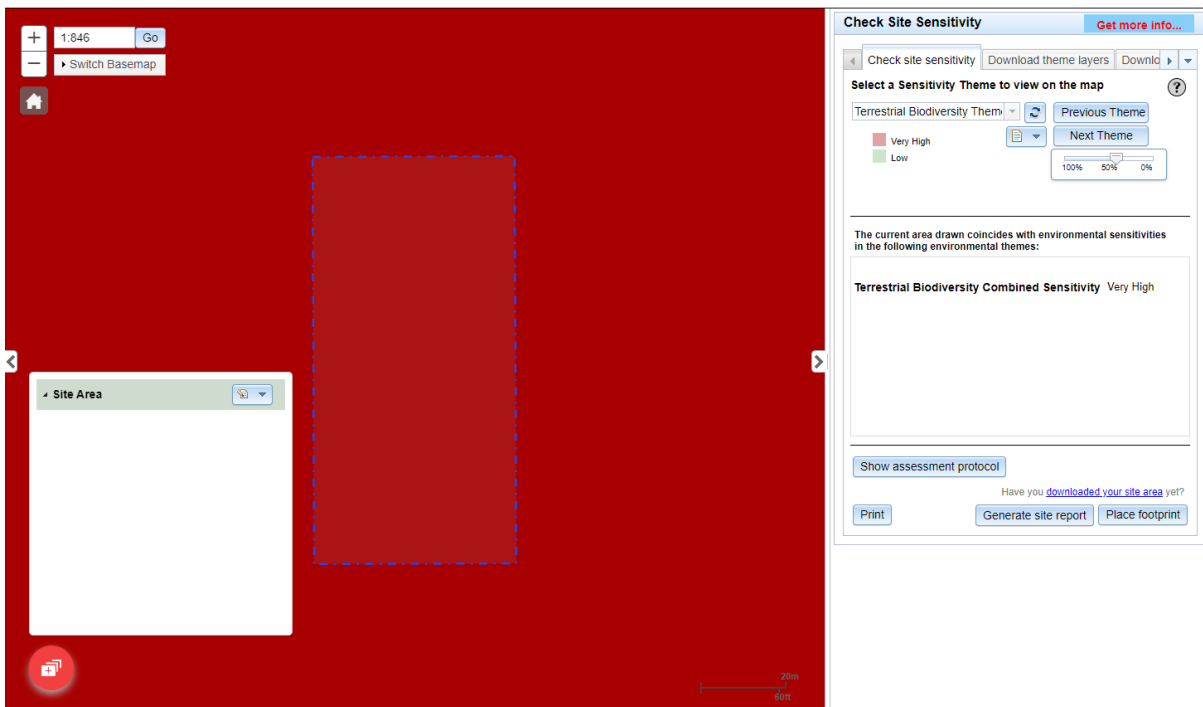 +
1:846 Go
−
Switch Basemap
Site Area
20m
60ft
Check Site Sensitivity
Get more info...
Check site sensitivity Download theme layers Downlo
Select a Sensitivity Theme to view on the map
?
Terrestrial Biodiversity Them
Previous Theme
Very High
Next Theme
Low
100% 50% 0%
The current area drawn coincides with environmental sensitivities
in the following environmental themes:
Terrestrial Biodiversity Combined Sensitivity Very High
Show assessment protocol
Have you downloaded your site area yet?
Print Generate site report Place footprint